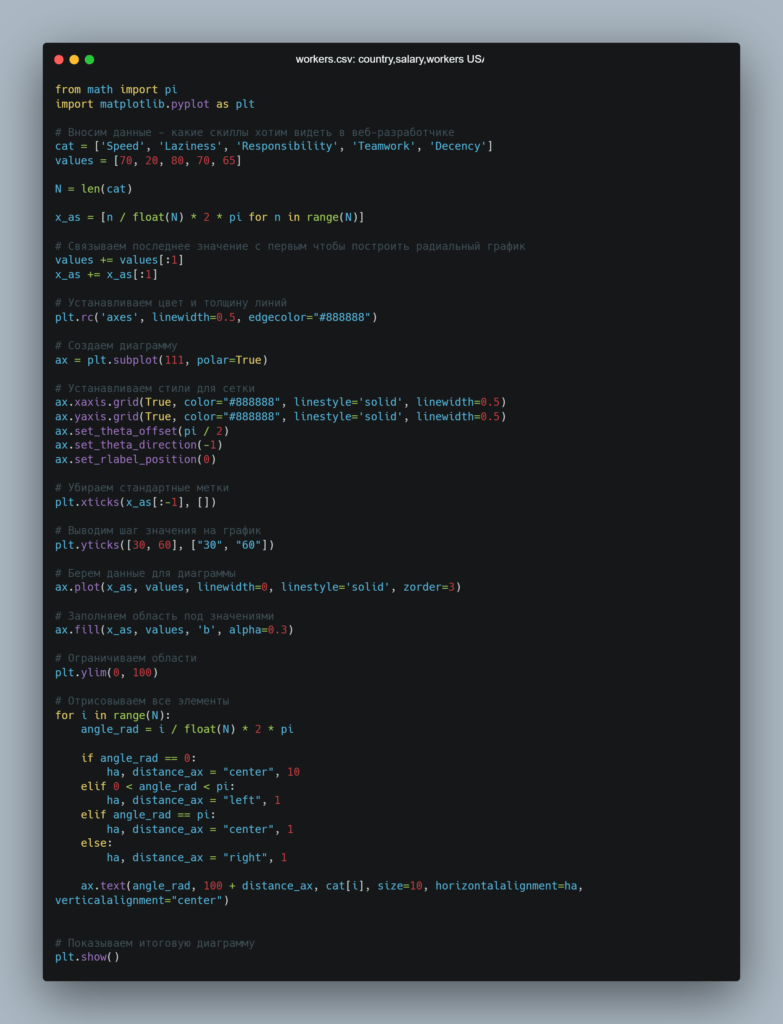 workers.csv: country,salary,workers US
from math import pi
import matplotlib.pyplot as plt
# Вносим данные - какие скиллы хотим видеть в веб-разработчике
cat = ['Speed', 'Laziness', 'Responsibility', 'Teamwork', 'Decency']
values = [70, 20, 80, 70, 65]
N = len(cat)
x_as = [n / float(N) * 2 * pi for n in range(N)]
# Связываем последнее значение с первым чтобы построить радиальный график
values += values[:1]
x_as += x_as[:1]
# Устанавливаем цвет и толщину линий
plt.rc('axes', linewidth=0.5, edgecolor="#888888")
# Создаем диаграмму
ax = plt.subplot(111, polar=True)
# Устанавливаем стили для сетки
ax.xaxis.grid(True, color="#888888", linestyle='solid', linewidth=0.5)
ax.yaxis.grid(True, color="#888888", linestyle='solid', linewidth=0.5)
ax.set_theta_offset(pi / 2)
ax.set_theta_direction(-1)
ax.set_rlabel_position(0)
# Убираем стандартные метки
plt.xticks(x_as[:-1], [])
# Выводим шаг значения на график
plt.yticks([30, 60], ["30", "60"])
# Берем данные для диаграммы
ax.plot(x_as, values, linewidth=0, linestyle='solid', zorder=3)
# Заполняем область под значениями
ax.fill(x_as, values, 'b', alpha=0.3)
# Ограничиваем области
plt.ylim(0, 100)
# Отрисовываем все элементы
for i in range(N):
    angle_rad = i / float(N) * 2 * pi
    if angle_rad == 0:
        ha, distance_ax = "center", 10
    elif 0 < angle_rad < pi:
        ha, distance_ax = "left", 1
    elif angle_rad == pi:
        ha, distance_ax = "center", 1
    else:
        ha, distance_ax = "right", 1
    ax.text(angle_rad, 100 + distance_ax, cat[i], size=10, horizontalalignment=ha,
verticalalignment="center")
# Показываем итоговую диаграмму
plt.show()